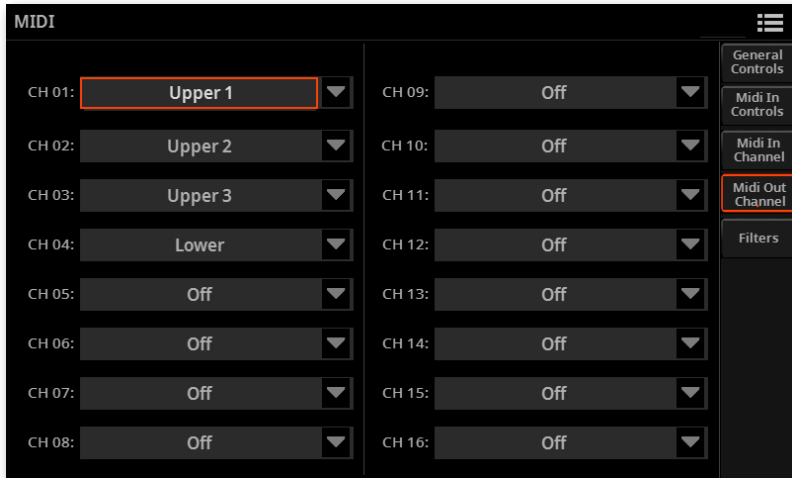 MIDI
CH 01: Upper 1
CH 02: Upper 2
CH 03: Upper 3
CH 04: Lower
CH 05: Off
CH 06: Off
CH 07: Off
CH 08: Off
CH 09: Off
CH 10: Off
CH 11: Off
CH 12: Off
CH 13: Off
CH 14: Off
CH 15: Off
CH 16: Off
General
Controls
Midi In
Controls
Midi In
Channel
Midi Out
Channel
Filters